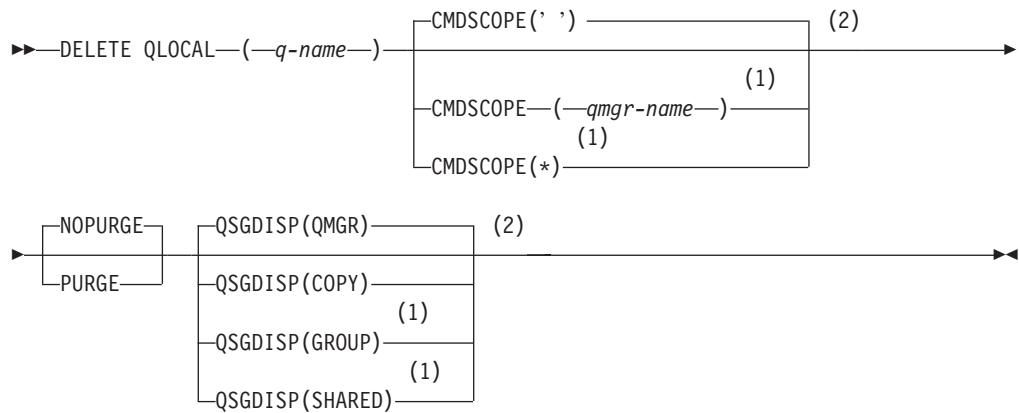 CMDSCOPE(' ') (2)
DELETE QLOCAL ( q-name )
(1)
CMDSCOPE ( qmgr-name )
(1)
CMDSCOPE(*)
NOPURGE QSGDISP(QMGR) (2)
PURGE QSGDISP(COPY)
(1)
QSGDISP(GROUP)
(1)
QSGDISP(SHARED)